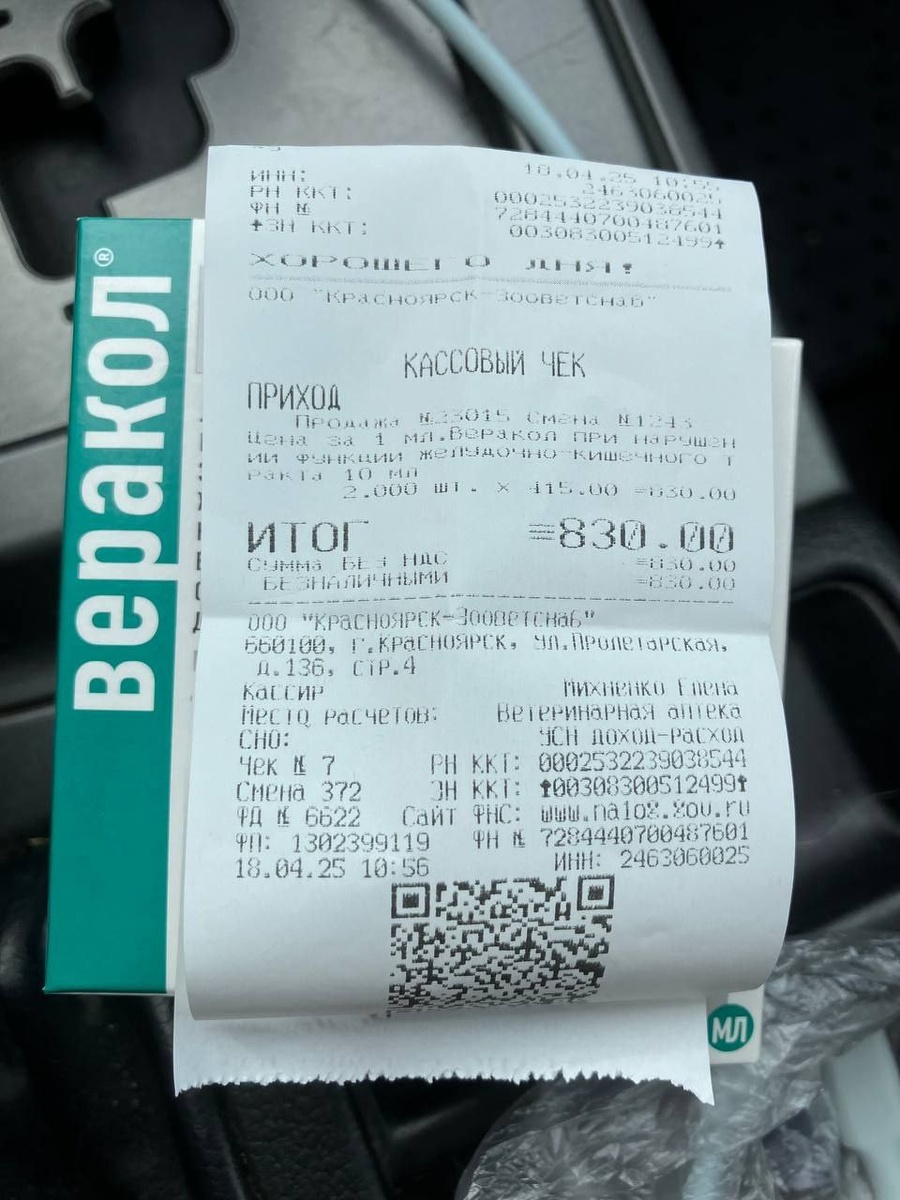 Веракол®
18.04.25 10:55
ИНН: 2463060025
РН ККТ: 0002532239038544
ФН № 7284440700487601
ЗН ККТ: 00308300512499
ХОРОШЕГО ДНЯ!
ООО "Красноярск-Зооветснаб"
КАССОВЫЙ ЧЕК
ПРИХОД
Продажа №23015 Смена №1243
Цена за 1 мл.Веракол при нарушен
ии функции желудочно-кишечного т
ракта 10 мл
2.000 шт. x 415.00 =830.00
ИТОГ =830.00
Сумма БЕЗ НДС =830.00
БЕЗНАЛИЧНЫМИ =830.00
ООО "Красноярск-Зооветснаб"
660100, г.Красноярск, ул.Пролетарская,
д.136, стр.4
Кассир Михненко Елена
Место расчетов: Ветеринарная аптека
СНО: УСН доход-расход
Чек № 7 РН ККТ: 0002532239038544
Смена 372 ЗН ККТ: 00308300512499
ФД № 6622 Сайт ФНС: www.nalog.gov.ru
ФП: 1302399119 ФН № 7284440700487601
18.04.25 10:56 ИНН: 2463060025
МЛ